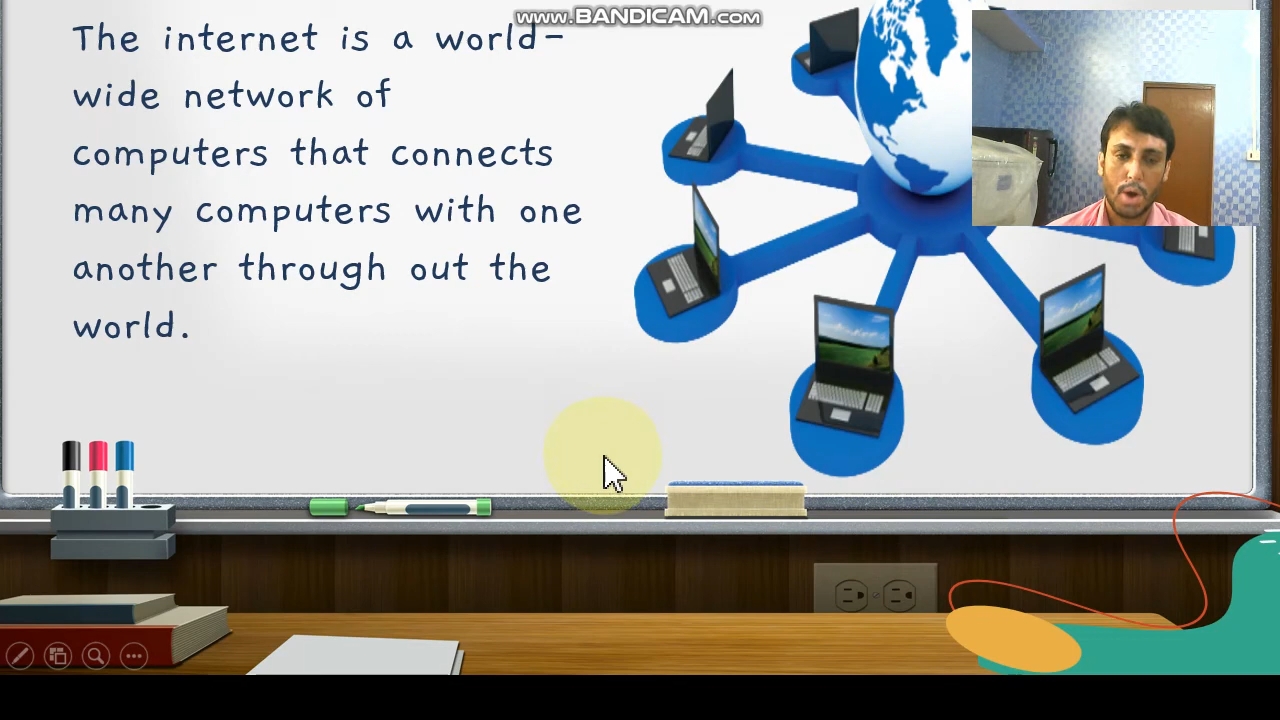 www.BANDICAM.com
The internet is a world-
wide network of
computers that connects
many computers with one
another through out the
world.